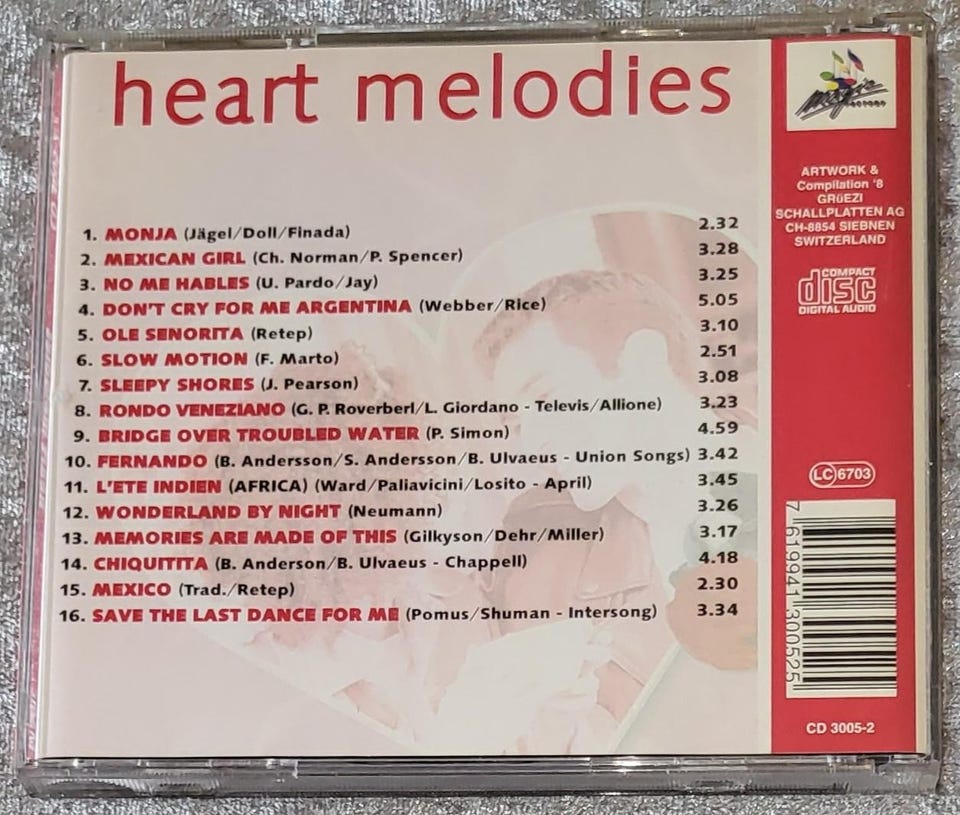 heart melodies
1. MONJA (Jägel/Doll/Finada) 2.32
2. MEXICAN GIRL (Ch. Norman/P. Spencer) 3.28
3. NO ME HABLES (U. Pardo/Jay) 3.25
4. DON'T CRY FOR ME ARGENTINA (Webber/Rice) 5.05
5. OLE SENORITA (Retep) 3.10
6. SLOW MOTION (F. Marto) 2.51
7. SLEEPY SHORES (J. Pearson) 3.08
8. RONDO VENEZIANO (G. P. Roverberl/L. Giordano - Televis/Allione) 3.23
9. BRIDGE OVER TROUBLED WATER (P. Simon) 4.59
10. FERNANDO (B. Andersson/S. Andersson/B. Ulvaeus - Union Songs) 3.42
11. L'ETE INDIEN (AFRICA) (Ward/Paliavicini/Losito - April) 3.45
12. WONDERLAND BY NIGHT (Neumann) 3.26
13. MEMORIES ARE MADE OF THIS (Gilkyson/Dehr/Miller) 3.17
14. CHIQUITITA (B. Anderson/B. Ulvaeus - Chappell) 4.18
15. MEXICO (Trad./Retep) 2.30
16. SAVE THE LAST DANCE FOR ME (Pomus/Shuman - Intersong) 3.34
FACTORY
ARTWORK &
Compilation '8
GRüEZI
SCHALLPLATTEN AG
CH-8854 SIEBNEN
SWITZERLAND
COMPACT
disc
DIGITAL AUDIO
LC 6703
7 619941 300525
CD 3005-2